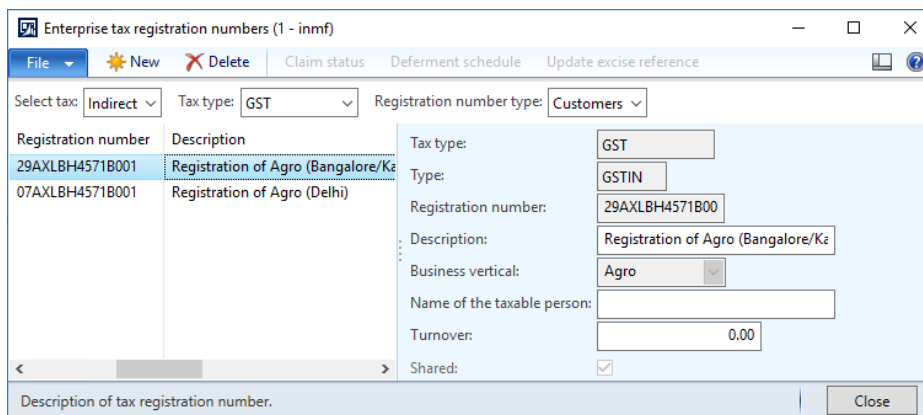 Enterprise tax registration numbers (1 - inmf)
File New Delete Claim status Deferment schedule Update excise reference
Select tax: Indirect Tax type: GST Registration number type: Customers
Registration number Description
29AXLBH4571B001 Registration of Agro (Bangalore/Ka
07AXLBH4571B001 Registration of Agro (Delhi)
Tax type: GST
Type: GSTIN
Registration number: 29AXLBH4571B00
Description: Registration of Agro (Bangalore/Ka
Business vertical: Agro
Name of the taxable person:
Turnover: 0.00
Shared:
Description of tax registration number. Close